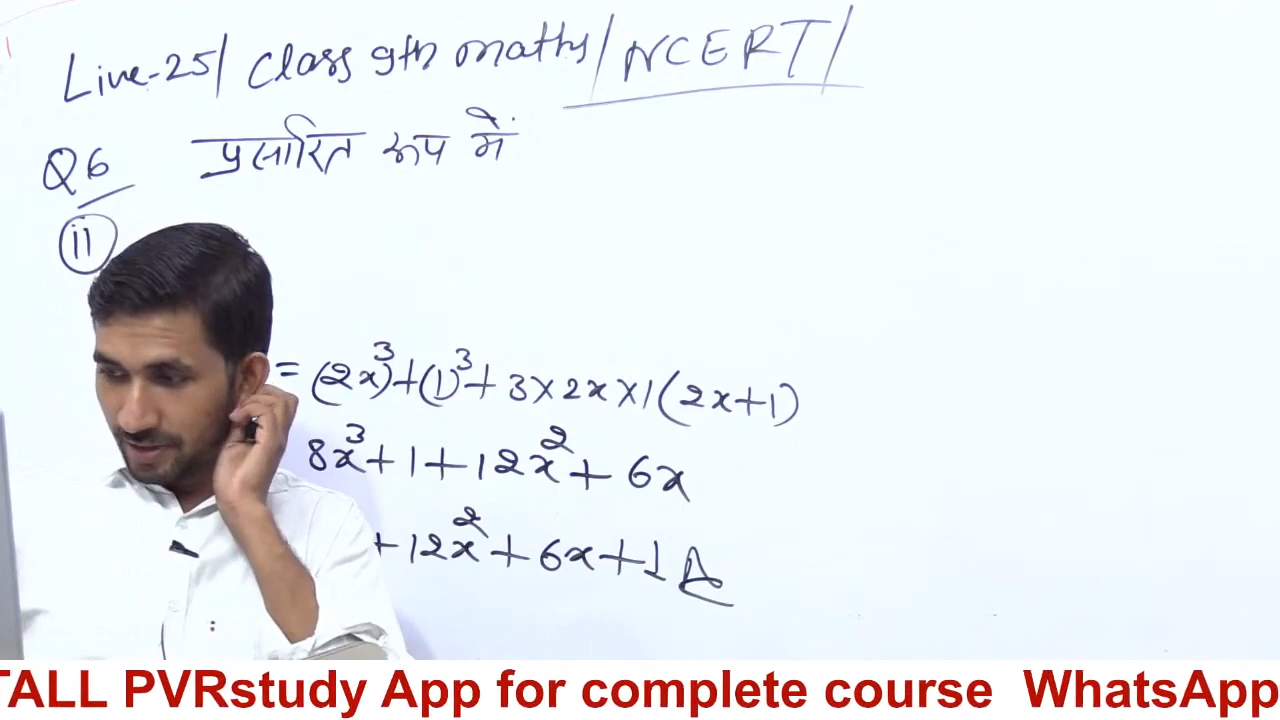 Live-25/ Class 9th maths/NCERT/
Q6 प्रसारित रूप में
ii
= (2x)³+(1)³+ 3×2x×1(2x+1)
8x³+1+12x²+6x
+12x²+6x+1 A
TALL PVRstudy App for complete course WhatsApp